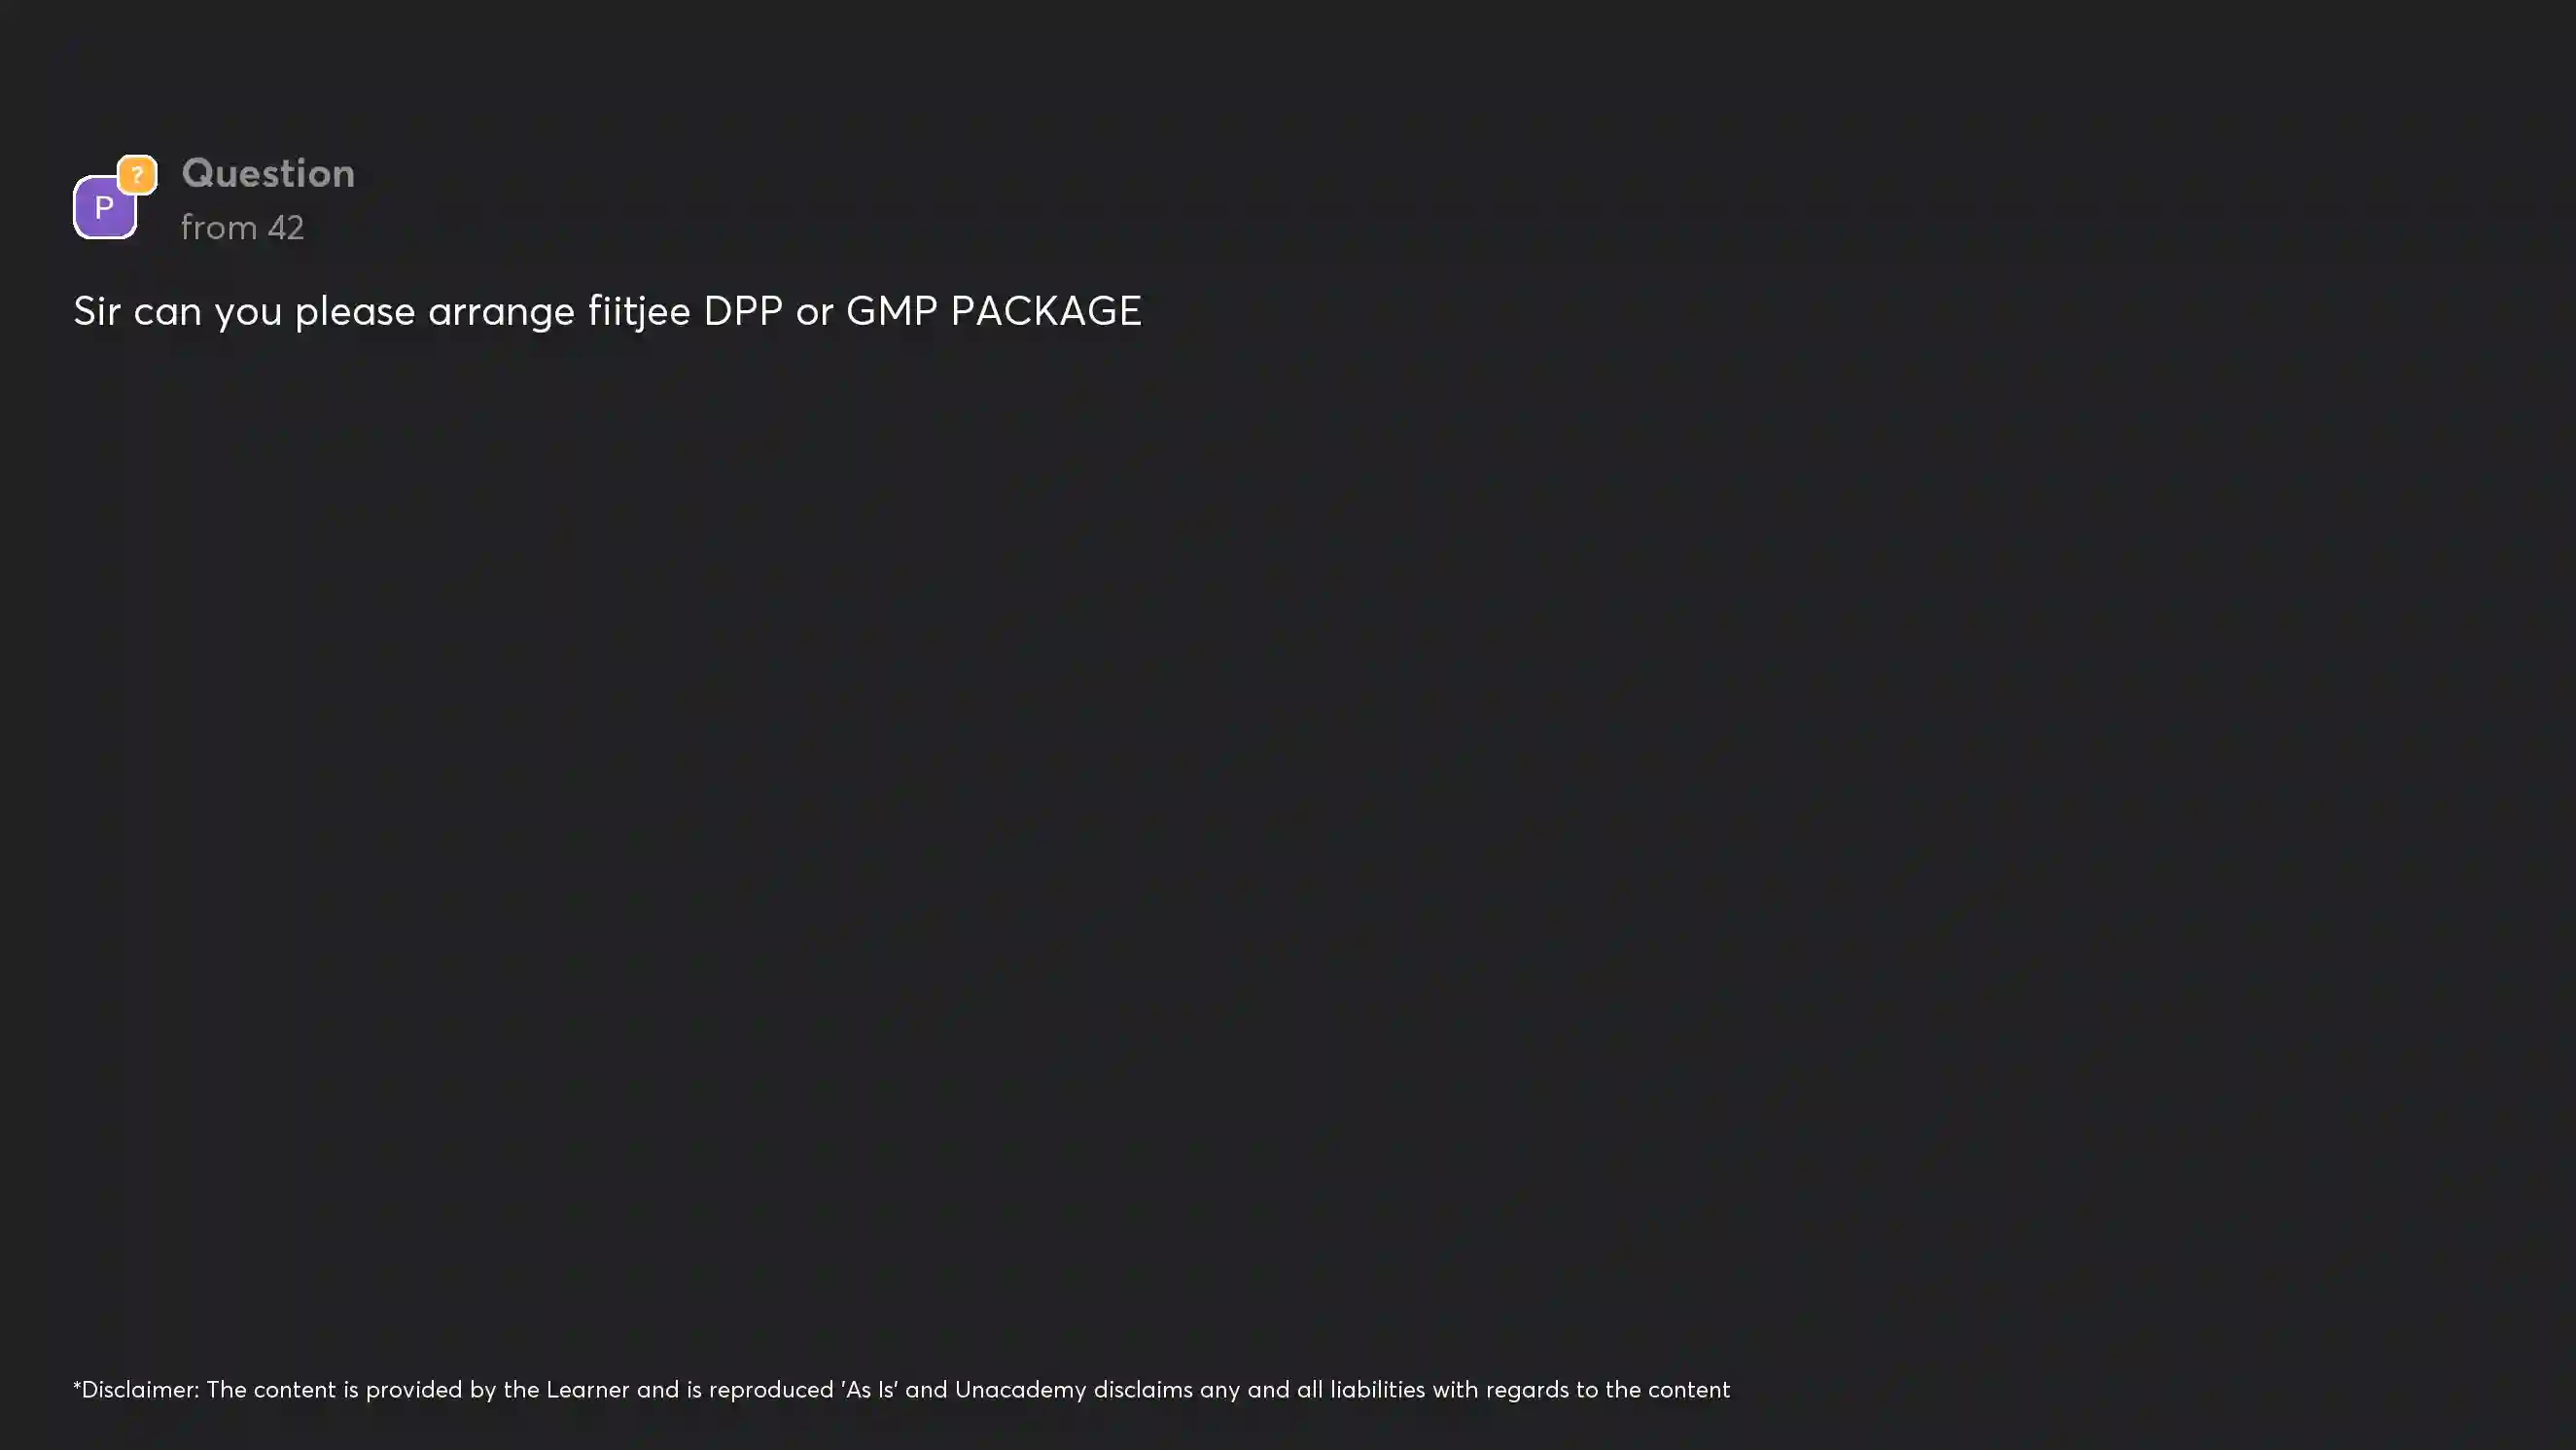 ?
P
Question
from 42
Sir can you please arrange fiitjee DPP or GMP PACKAGE
*Disclaimer: The content is provided by the Learner and is reproduced 'As Is' and Unacademy disclaims any and all liabilities with regards to the content